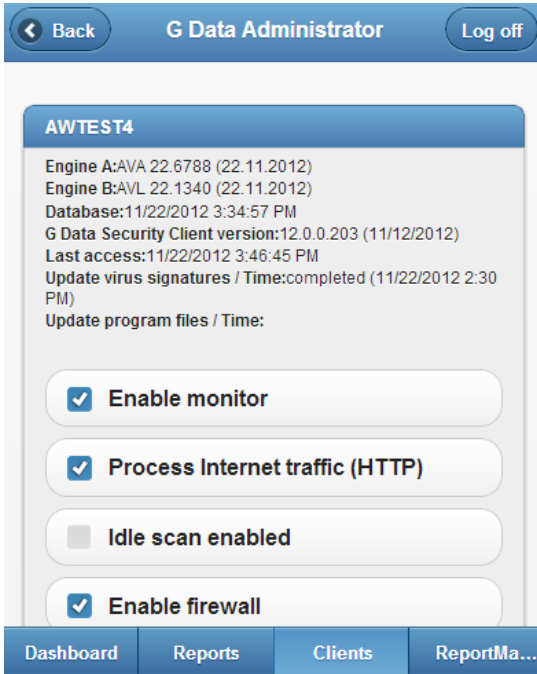 Back
G Data Administrator
Log off
AWTEST4
Engine A:AVA 22.6788 (22.11.2012)
Engine B:AVL 22.1340 (22.11.2012)
Database:11/22/2012 3:34:57 PM
G Data Security Client version:12.0.0.203 (11/12/2012)
Last access:11/22/2012 3:46:45 PM
Update virus signatures / Time:completed (11/22/2012 2:30
PM)
Update program files / Time:
Enable monitor
Process Internet traffic (HTTP)
Idle scan enabled
Enable firewall
Dashboard
Reports
Clients
ReportMa...